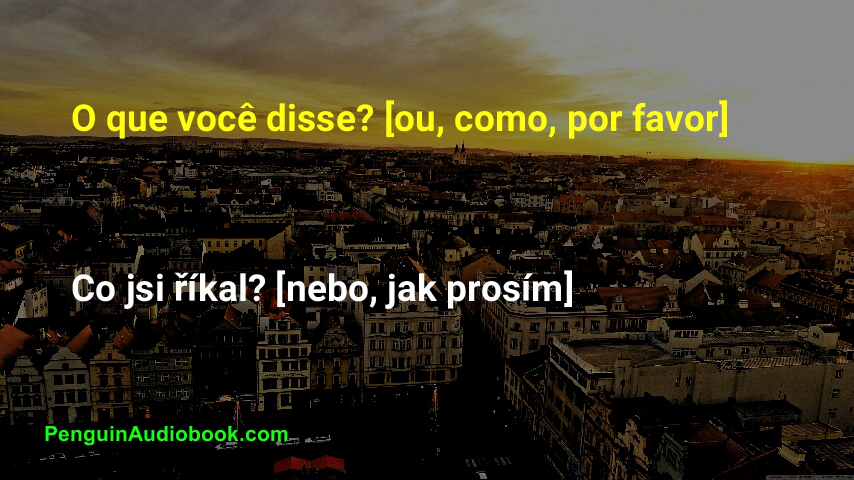 O que você disse? [ou, como, por favor]
Co jsi říkal? [nebo, jak prosím]
PenguinAudiobook.com